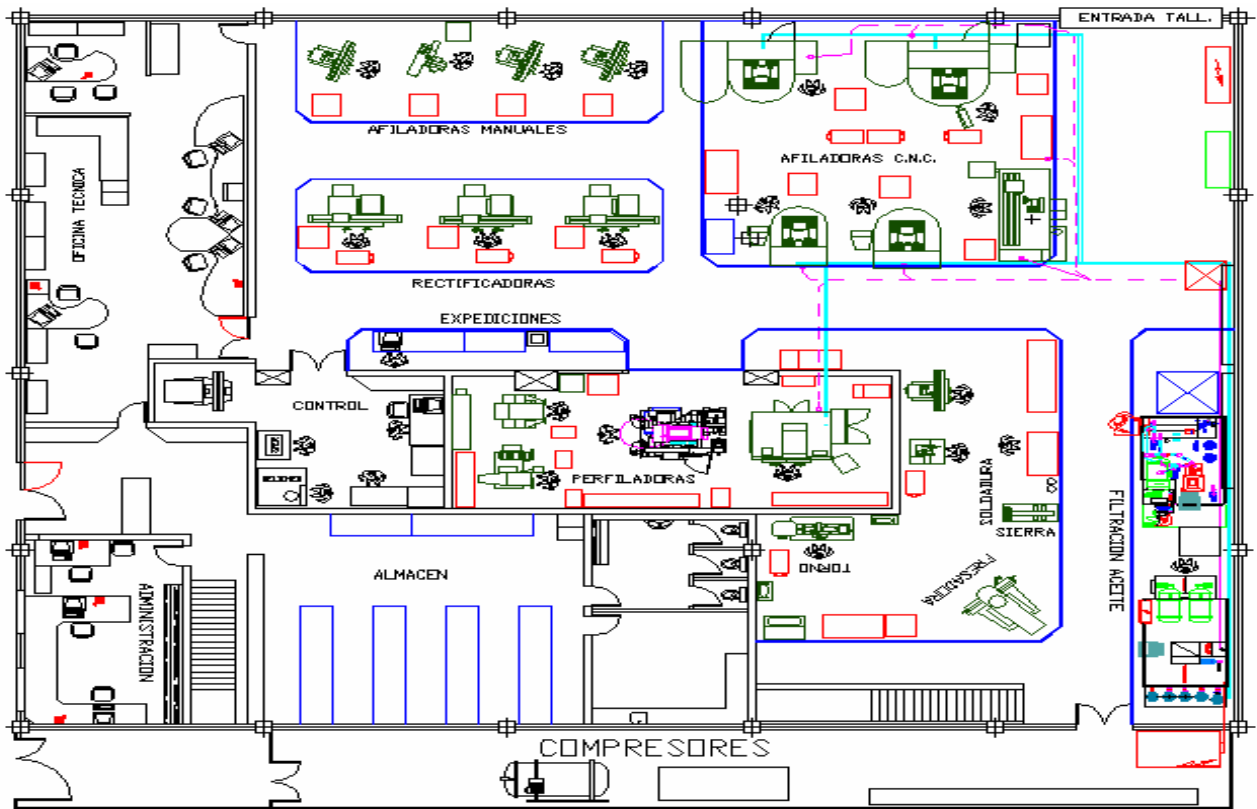 ENTRADA TALL.
AFILADORAS MANUALES
AFILADORAS C.N.C.
OFICINA TECNICA
RECTIFICADORAS
EXPEDICIONES
CONTROL
PERFILADORAS
SOLDADURA
SIERRA
FILTRACION ACEITE
ALMACEN
TORNO
FRESADORA
ADMINISTRACION
COMPRESORES